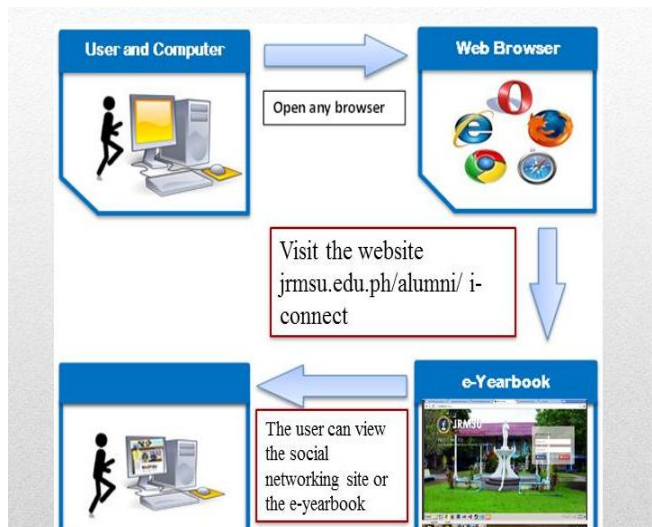 User and Computer
Open any browser
Web Browser
Visit the website
jrmsu.edu.ph/alumni/ i-
connect
e-Yearbook
JRMSU
The user can view
the social
networking site or
the e-yearbook